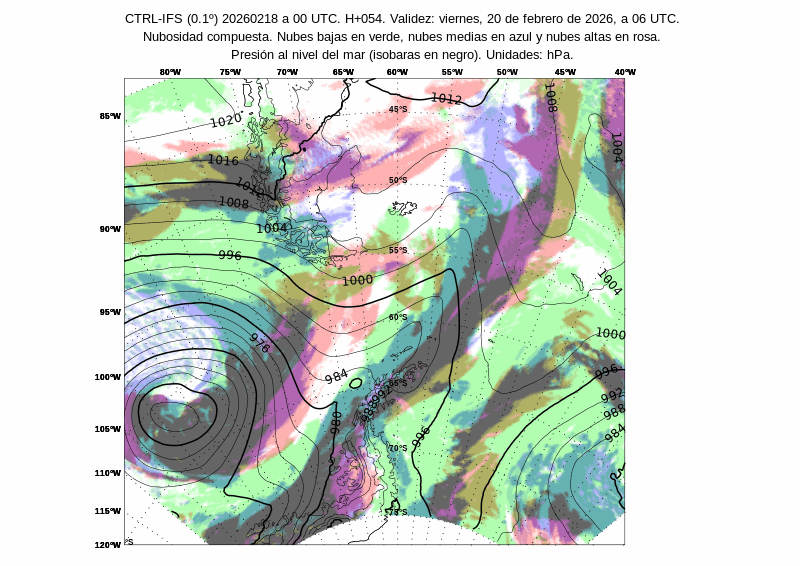 CTRL-IFS (0.1º) 20260218 a 00 UTC. H+054. Validez: viernes, 20 de febrero de 2026, a 06 UTC.
Nubosidad compuesta. Nubes bajas en verde, nubes medias en azul y nubes altas en rosa.
Presión al nivel del mar (isobaras en negro). Unidades: hPa.
80°W 75°W 70°W 65°W 60°W 55°W 50°W 45°W 40°W
1012
1008
45°S
85°W
1020
1004
1016
50°S
1012
1008
90°W
1004
55°S
996
1000
1004
95°W
60°S
1000
976
996
100°W
984
65°S
992
992
988
988
105°W
980
984
996
70°S
110°W
115°W
75°S
120°W
°S